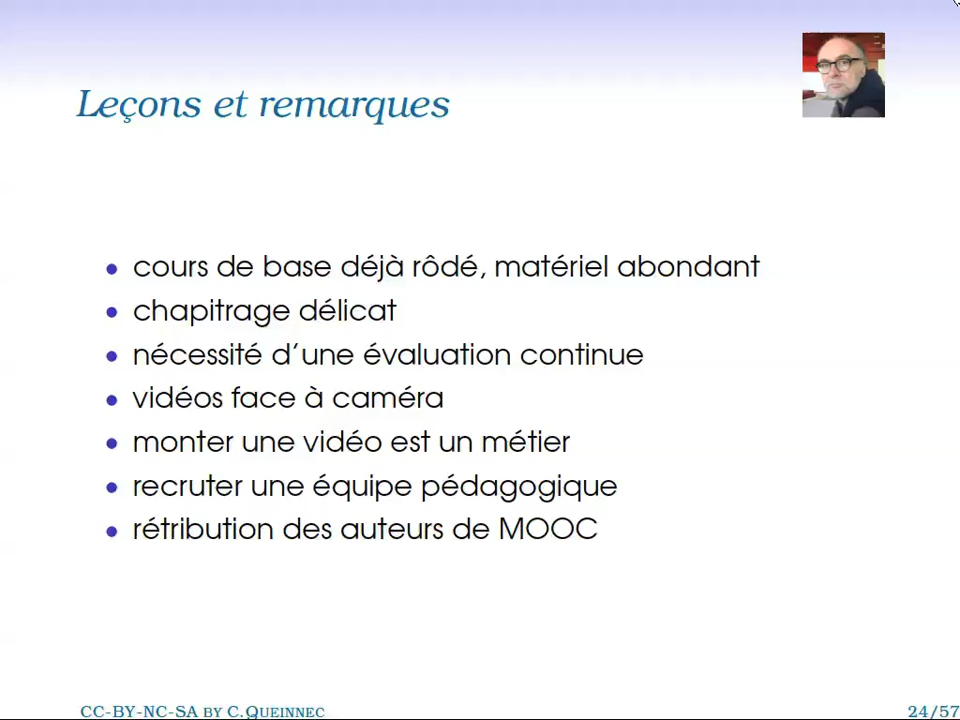 Leçons et remarques
• cours de base déjà rôdé, matériel abondant
• chapitrage délicat
• nécessité d'une évaluation continue
• vidéos face à caméra
• monter une vidéo est un métier
• recruter une équipe pédagogique
• rétribution des auteurs de MOOC
CC-BY-NC-SA BY C.QUEINNEC
24/57